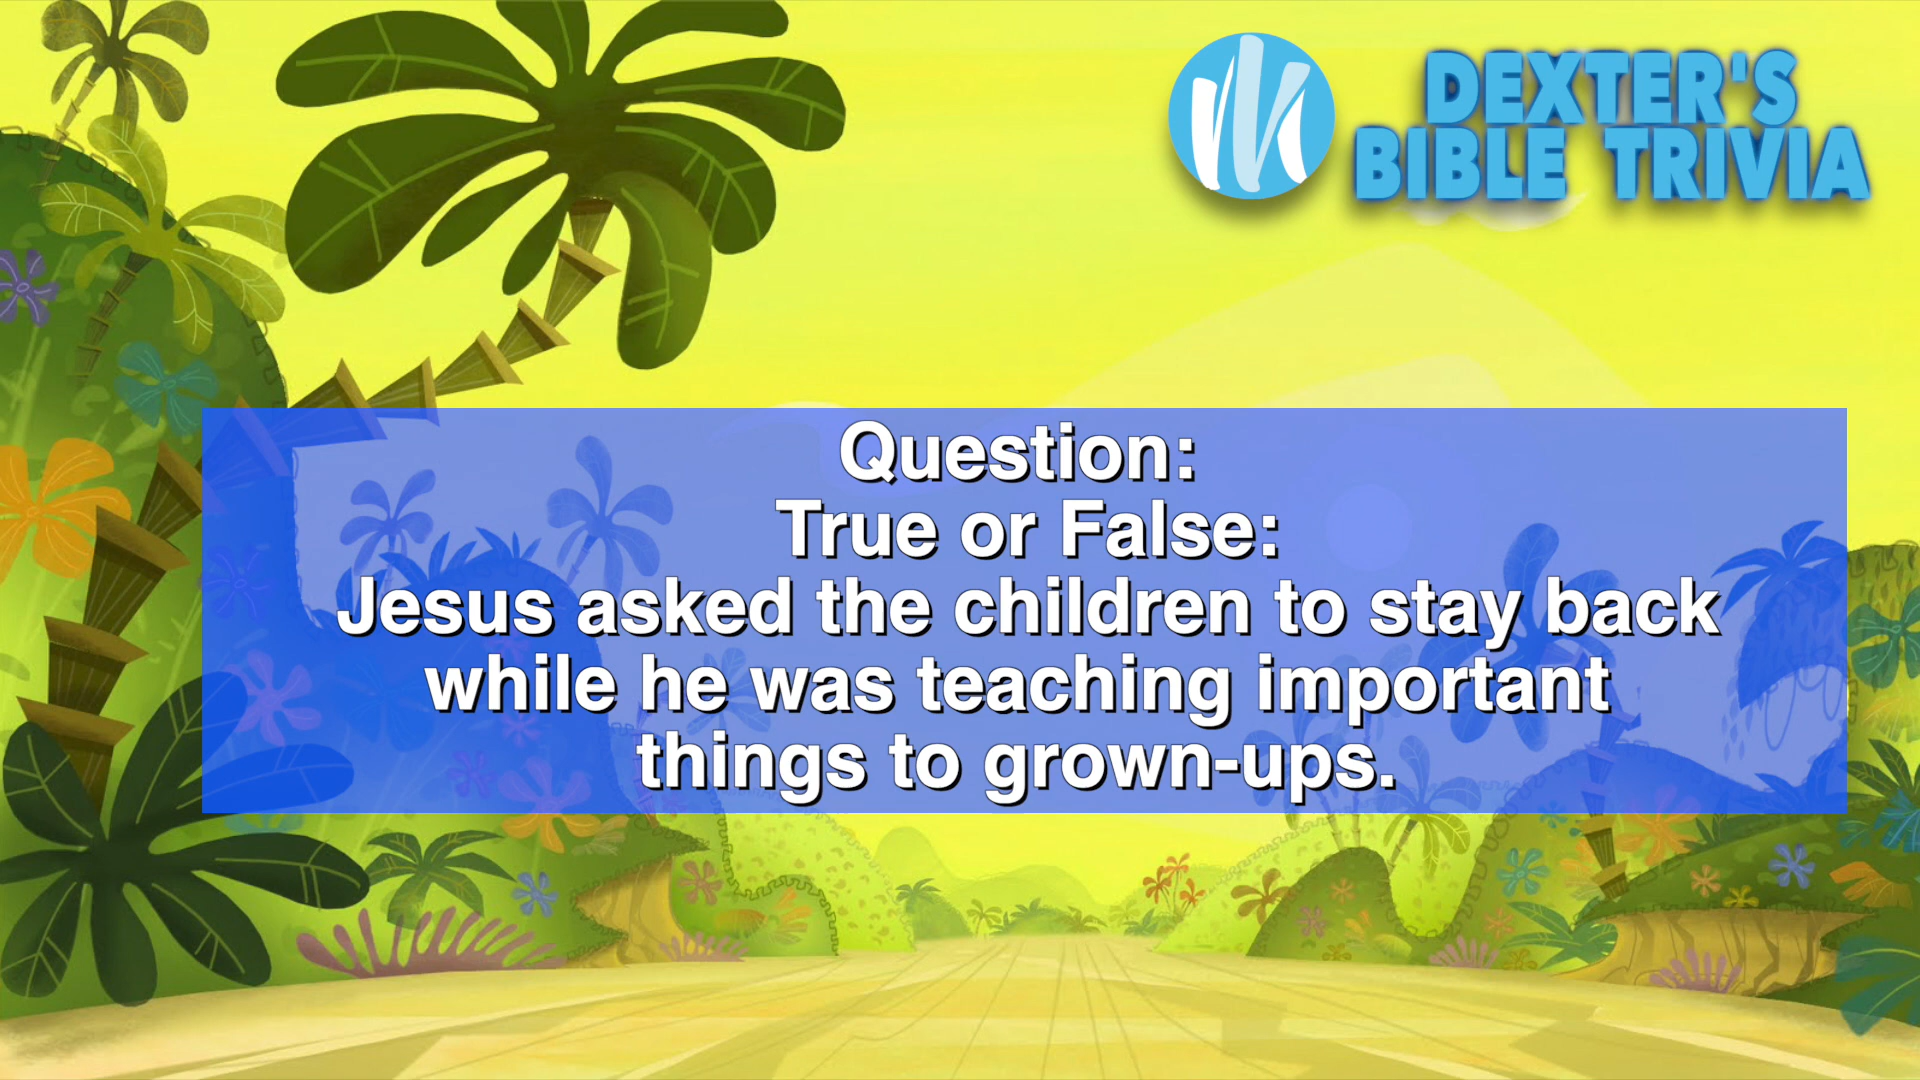 DEXTER'S
BIBLE TRIVIA
Question:
True or False:
Jesus asked the children to stay back
while he was teaching important
things to grown-ups.